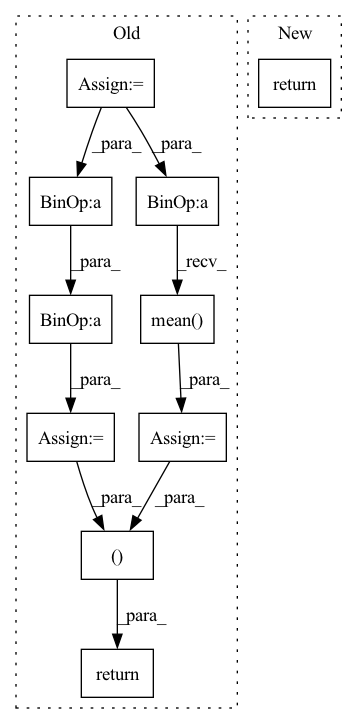 Old
New
Assign:=
return
_para_
_para_
BinOp:a
BinOp:a
_para_
_recv_
BinOp:a
mean()
_para_
_para_
Assign:=
Assign:=
_para_
_para_
()
_para_
return